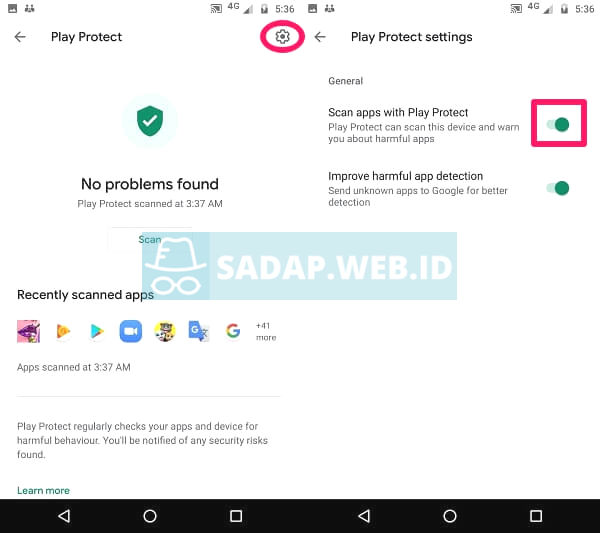 4G 5:36
Play Protect
No problems found
Play Protect scanned at 3:37 AM
Scan
Recently scanned apps
+41
more
Apps scanned at 3:37 AM
Play Protect regularly checks your apps and device for
harmful behaviour. You'll be notified of any security risks
found.
Learn more
4G 5:36
Play Protect settings
General
Scan apps with Play Protect
Play Protect can scan this device and warn
you about harmful apps
Improve harmful app detection
Send unknown apps to Google for better
detection
SADAP.WEB.ID